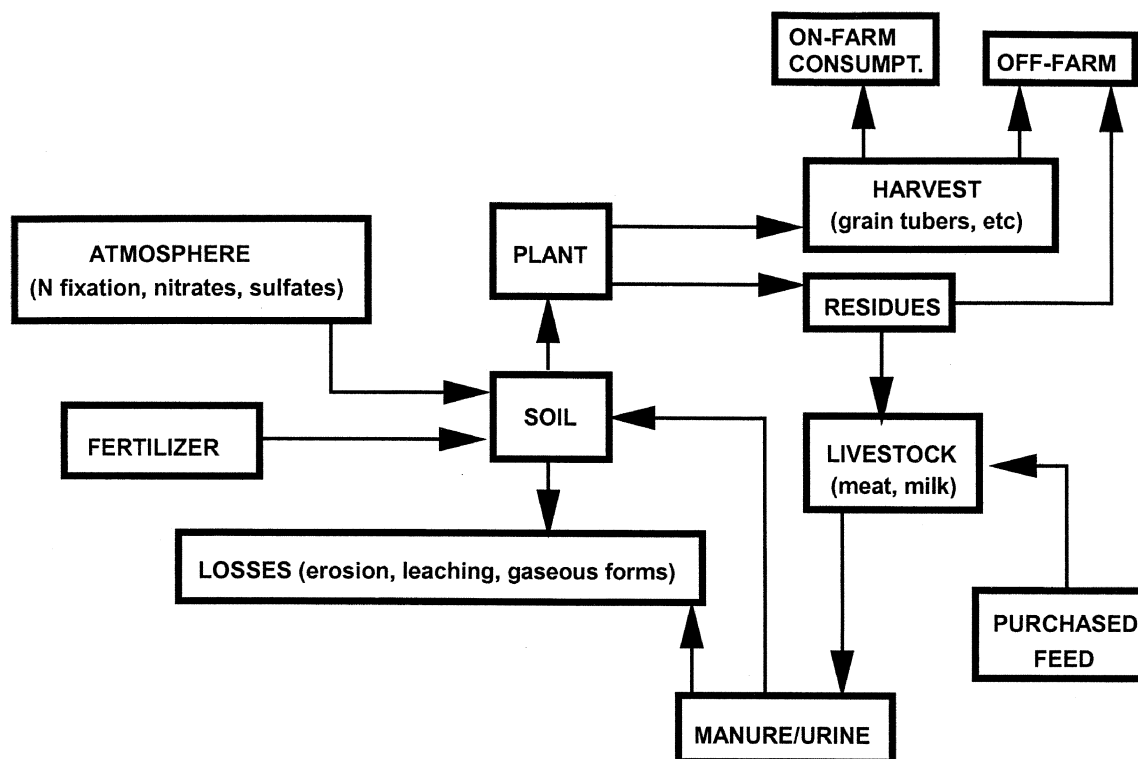 ON-FARM
CONSUMPT.
OFF-FARM
HARVEST
(grain tubers, etc)
ATMOSPHERE
(N fixation, nitrates, sulfates)
PLANT
RESIDUES
SOIL
FERTILIZER
LIVESTOCK
(meat, milk)
LOSSES (erosion, leaching, gaseous forms)
PURCHASED
FEED
MANURE/URINE